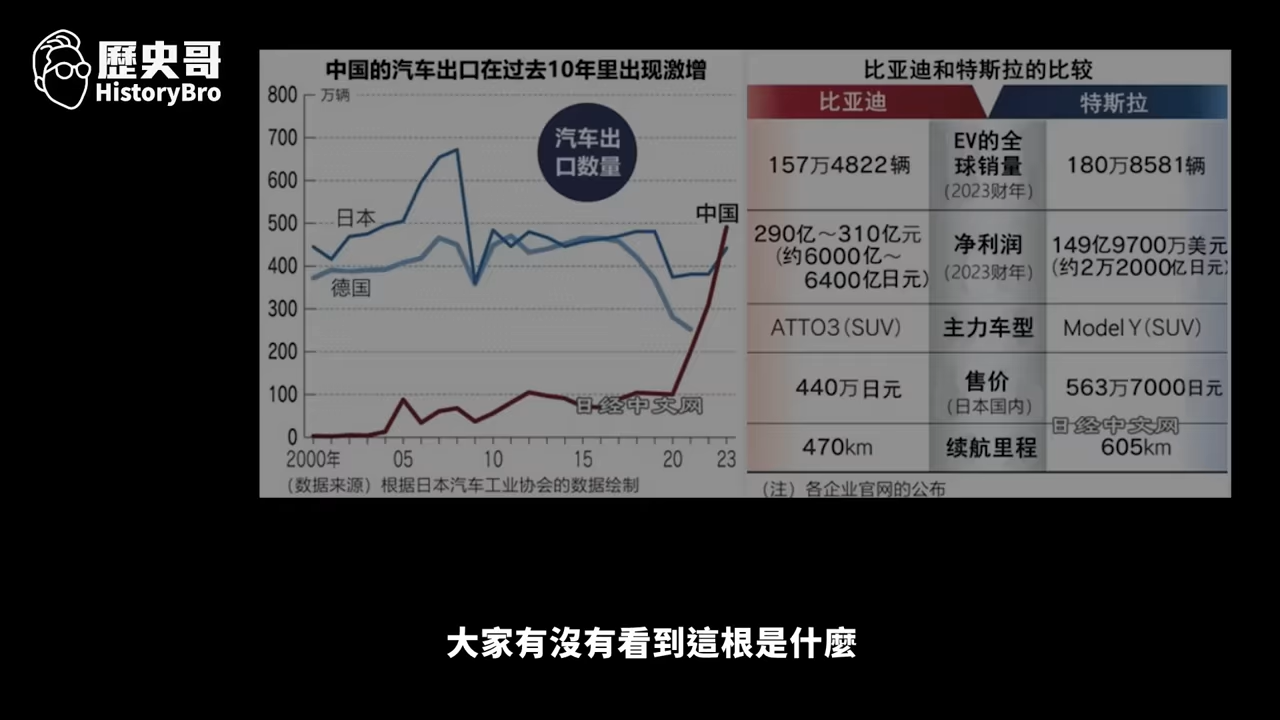 歷史哥
HistoryBro
中国的汽车出口在过去10年里出现激增
800 万辆
700
600
500
400
300
200
100
0
汽车出
口数量
日本
德国
中国
日经中文网
2000年 05 10 15 20 23
（数据来源）根据日本汽车工业协会的数据绘制
比亚迪和特斯拉的比较
比亚迪 特斯拉
157万4822辆
EV的全
球销量
(2023财年)
180万8581辆
290亿～310亿元
(约6000亿～
6400亿日元)
净利润
(2023财年)
149亿9700万美元
(约2万2000亿日元)
ATTO3(SUV) 主力车型 Model Y(SUV)
440万日元
售价
(日本国内)
563万7000日元
日经中文网
470km 续航里程 605km
（注）各企业官网的公布
大家有沒有看到這根是什麼